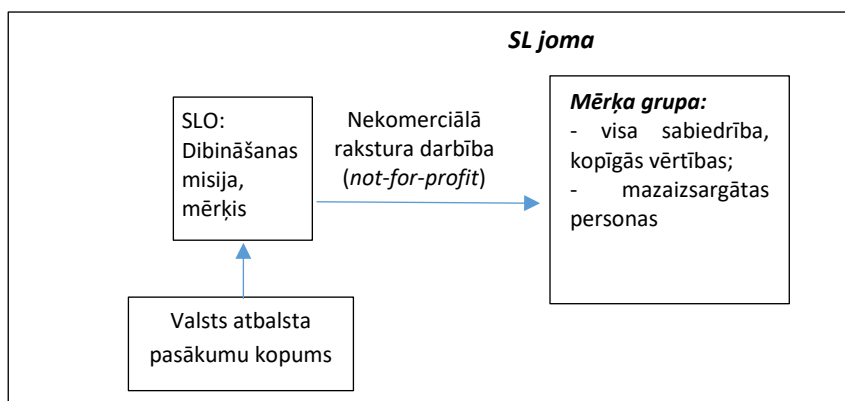 SL joma
SLO:
Dibināšanas
misija,
mērķis
Nekomerciālā
rakstura darbība
(not-for-profit)
Mērķa grupa:
- visa sabiedrība,
kopīgās vērtības;
- mazaizsargātas
personas
Valsts atbalsta
pasākumu kopums